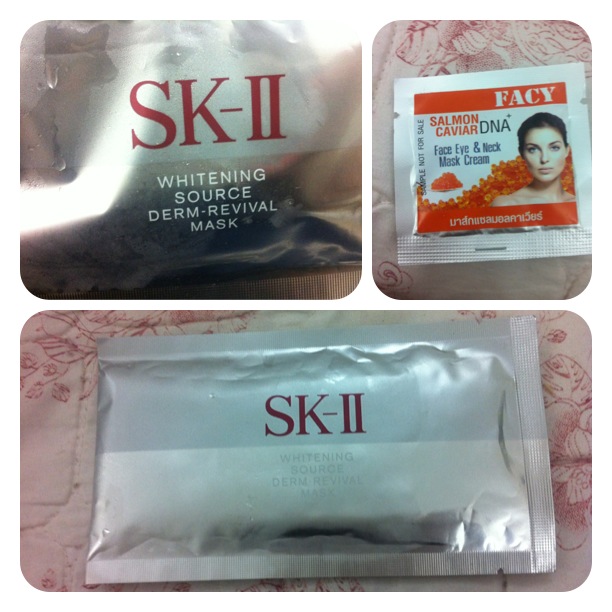 SK-II
WHITENING
SOURCE
DERM-REVIVAL
MASK
FACY
SAMPLE NOT FOR SALE
SALMON
CAVIAR DNA+
Face Eye & Neck
Mask Cream
มาส์กแซลมอลคาเวียร์
SK-II
WHITENING
SOURCE
DERM-REVIVAL
MASK